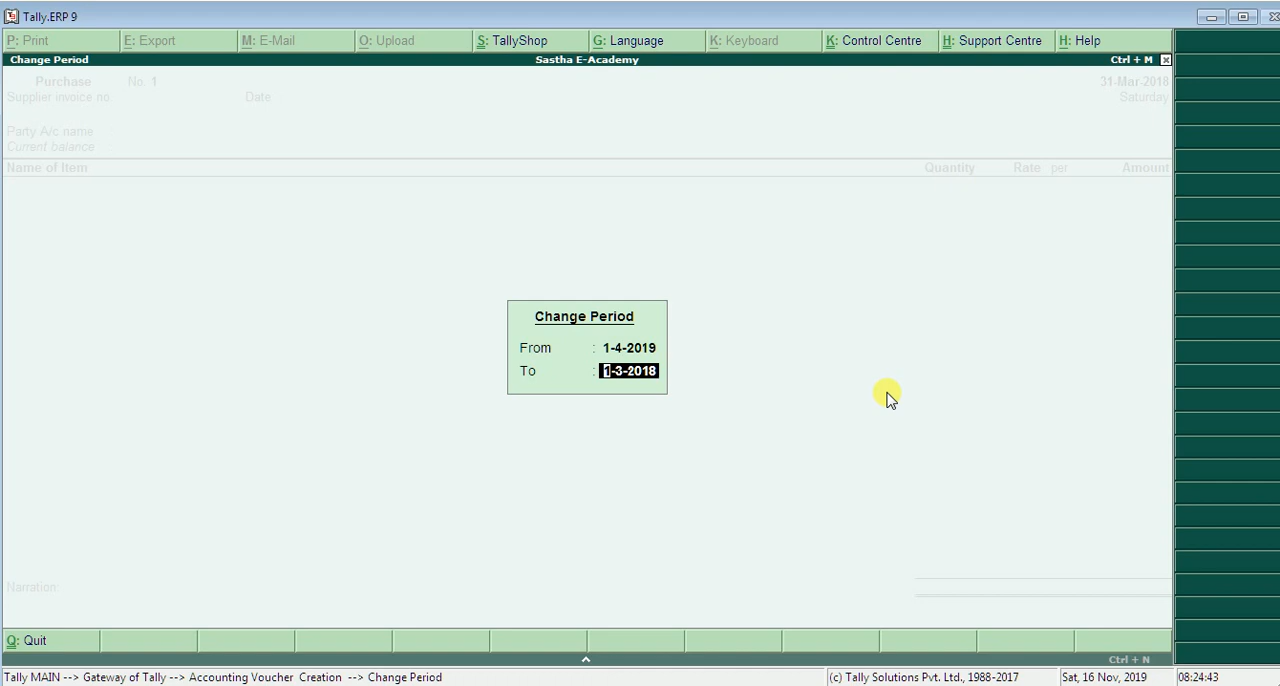 Tally.ERP 9
P: Print E: Export M: E-Mail O: Upload S: TallyShop G: Language K: Keyboard K: Control Centre H: Support Centre H: Help
Change Period Sastha E-Academy Ctrl + M
Purchase No. 1 31-Mar-2018
Supplier invoice no. Date Saturday
Party A/c name
Current balance :
Name of Item Quantity Rate per Amount
Change Period
From : 1-4-2019
To : 1-3-2018
Narration:
Q: Quit
Ctrl + N
Tally MAIN --> Gateway of Tally --> Accounting Voucher Creation --> Change Period (c) Tally Solutions Pvt. Ltd., 1988-2017 Sat, 16 Nov, 2019 08:24:43